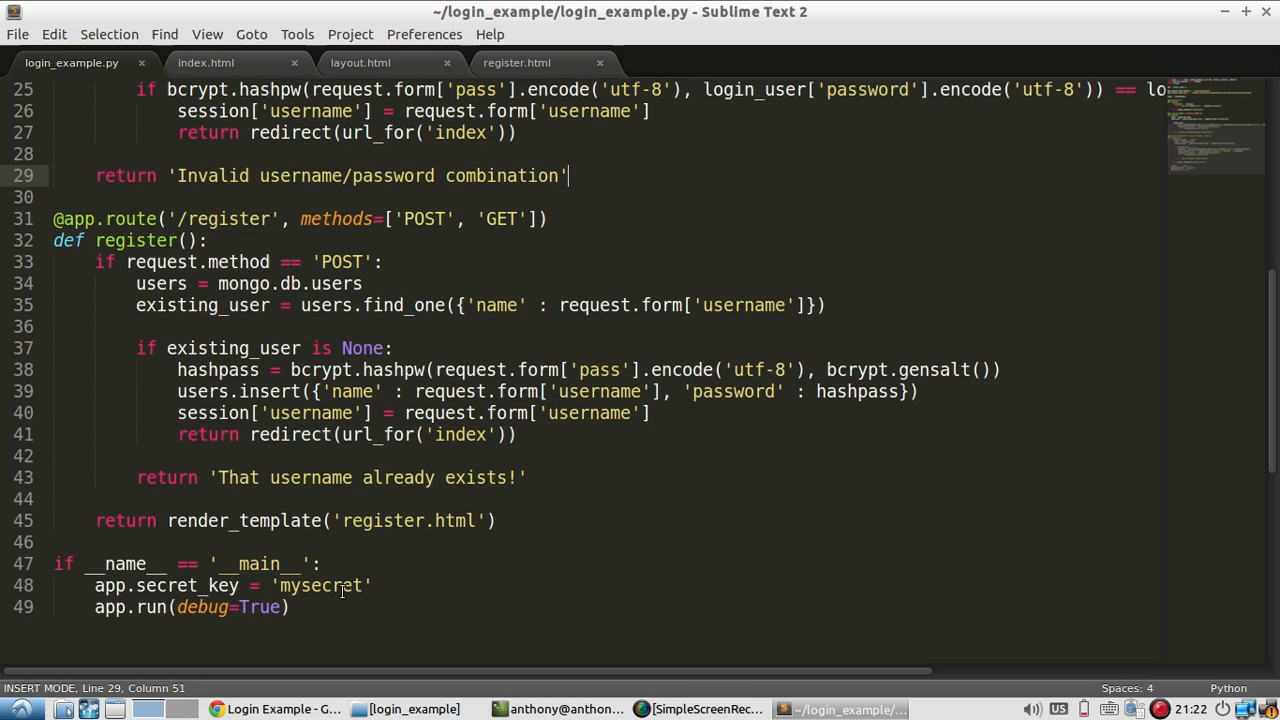 ~/login_example/login_example.py - Sublime Text 2
File Edit Selection Find View Goto Tools Project Preferences Help
login_example.py index.html layout.html register.html
25 if bcrypt.hashpw(request.form['pass'].encode('utf-8'), login_user['password'].encode('utf-8')) == lo
26 session['username'] = request.form['username']
27 return redirect(url_for('index'))
28
29 return 'Invalid username/password combination'
30
31 @app.route('/register', methods=['POST', 'GET'])
32 def register():
33 if request.method == 'POST':
34 users = mongo.db.users
35 existing_user = users.find_one({'name' : request.form['username']})
36
37 if existing_user is None:
38 hashpass = bcrypt.hashpw(request.form['pass'].encode('utf-8'), bcrypt.gensalt())
39 users.insert({'name' : request.form['username'], 'password' : hashpass})
40 session['username'] = request.form['username']
41 return redirect(url_for('index'))
42
43 return 'That username already exists!'
44
45 return render_template('register.html')
46
47 if __name__ == '__main__':
48 app.secret_key = 'mysecret'
49 app.run(debug=True)
INSERT MODE, Line 29, Column 51 Spaces: 4 Python
Login Example - G... [login_example] anthony@anthon... [SimpleScreenRec... ~/login_example/... US 21:22